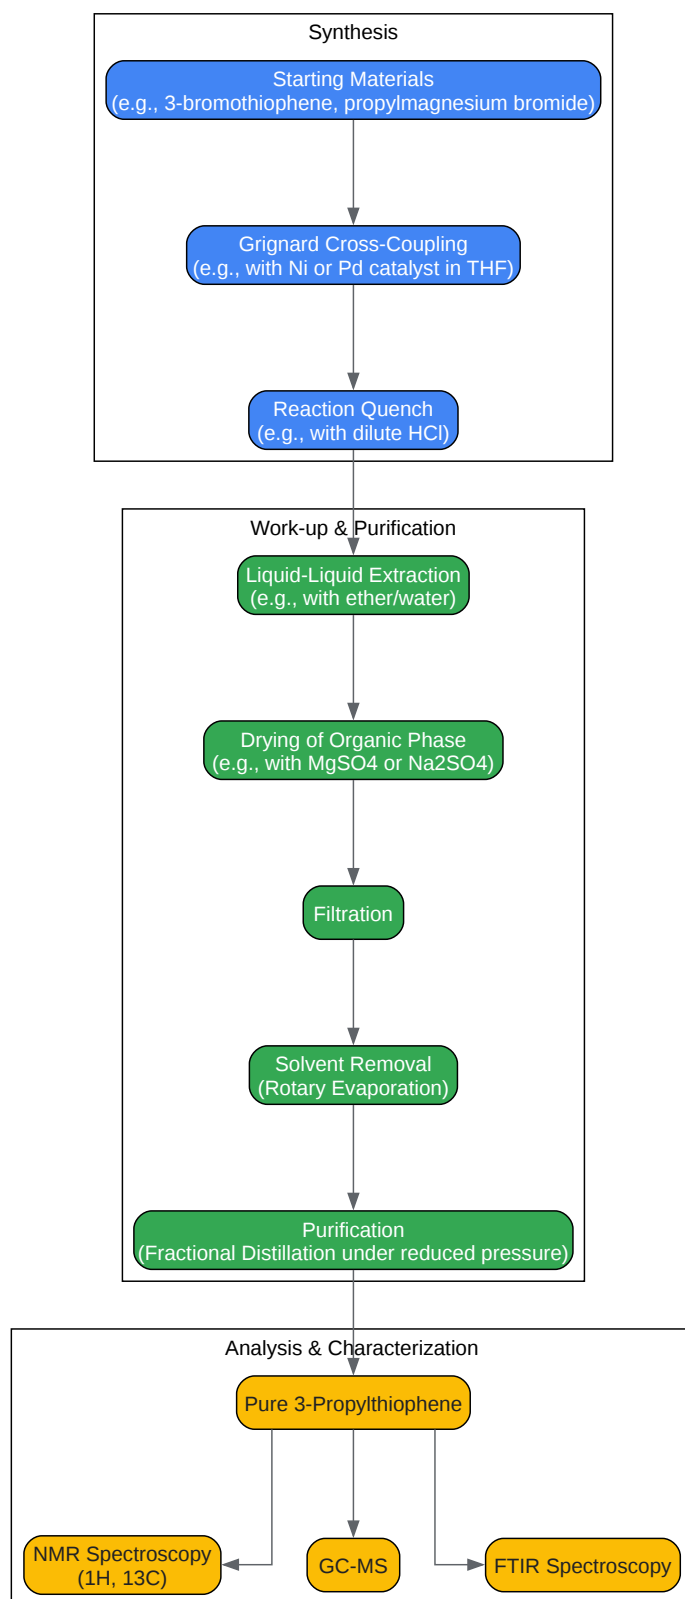 Synthesis
Starting Materials
(e.g., 3-bromothiophene, propylmagnesium bromide)
Grignard Cross-Coupling
(e.g., with Ni or Pd catalyst in THF)
Reaction Quench
(e.g., with dilute HCl)
Work-up & Purification
Liquid-Liquid Extraction
(e.g., with ether/water)
Drying of Organic Phase
(e.g., with MgSO4 or Na2SO4)
Filtration
Solvent Removal
(Rotary Evaporation)
Purification
(Fractional Distillation under reduced pressure)
Analysis & Characterization
Pure 3-Propylthiophene
NMR Spectroscopy
(1H, 13C)
GC-MS
FTIR Spectroscopy